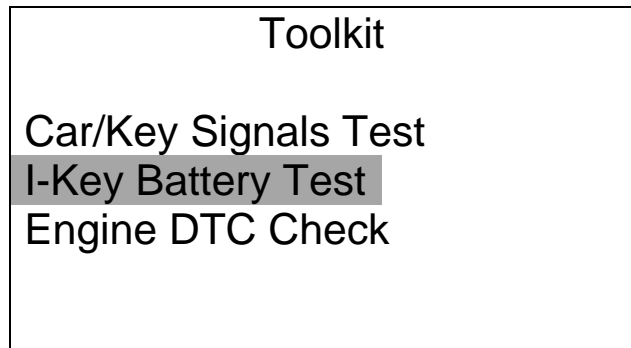 Toolkit
Car/Key Signals Test
I-Key Battery Test
Engine DTC Check